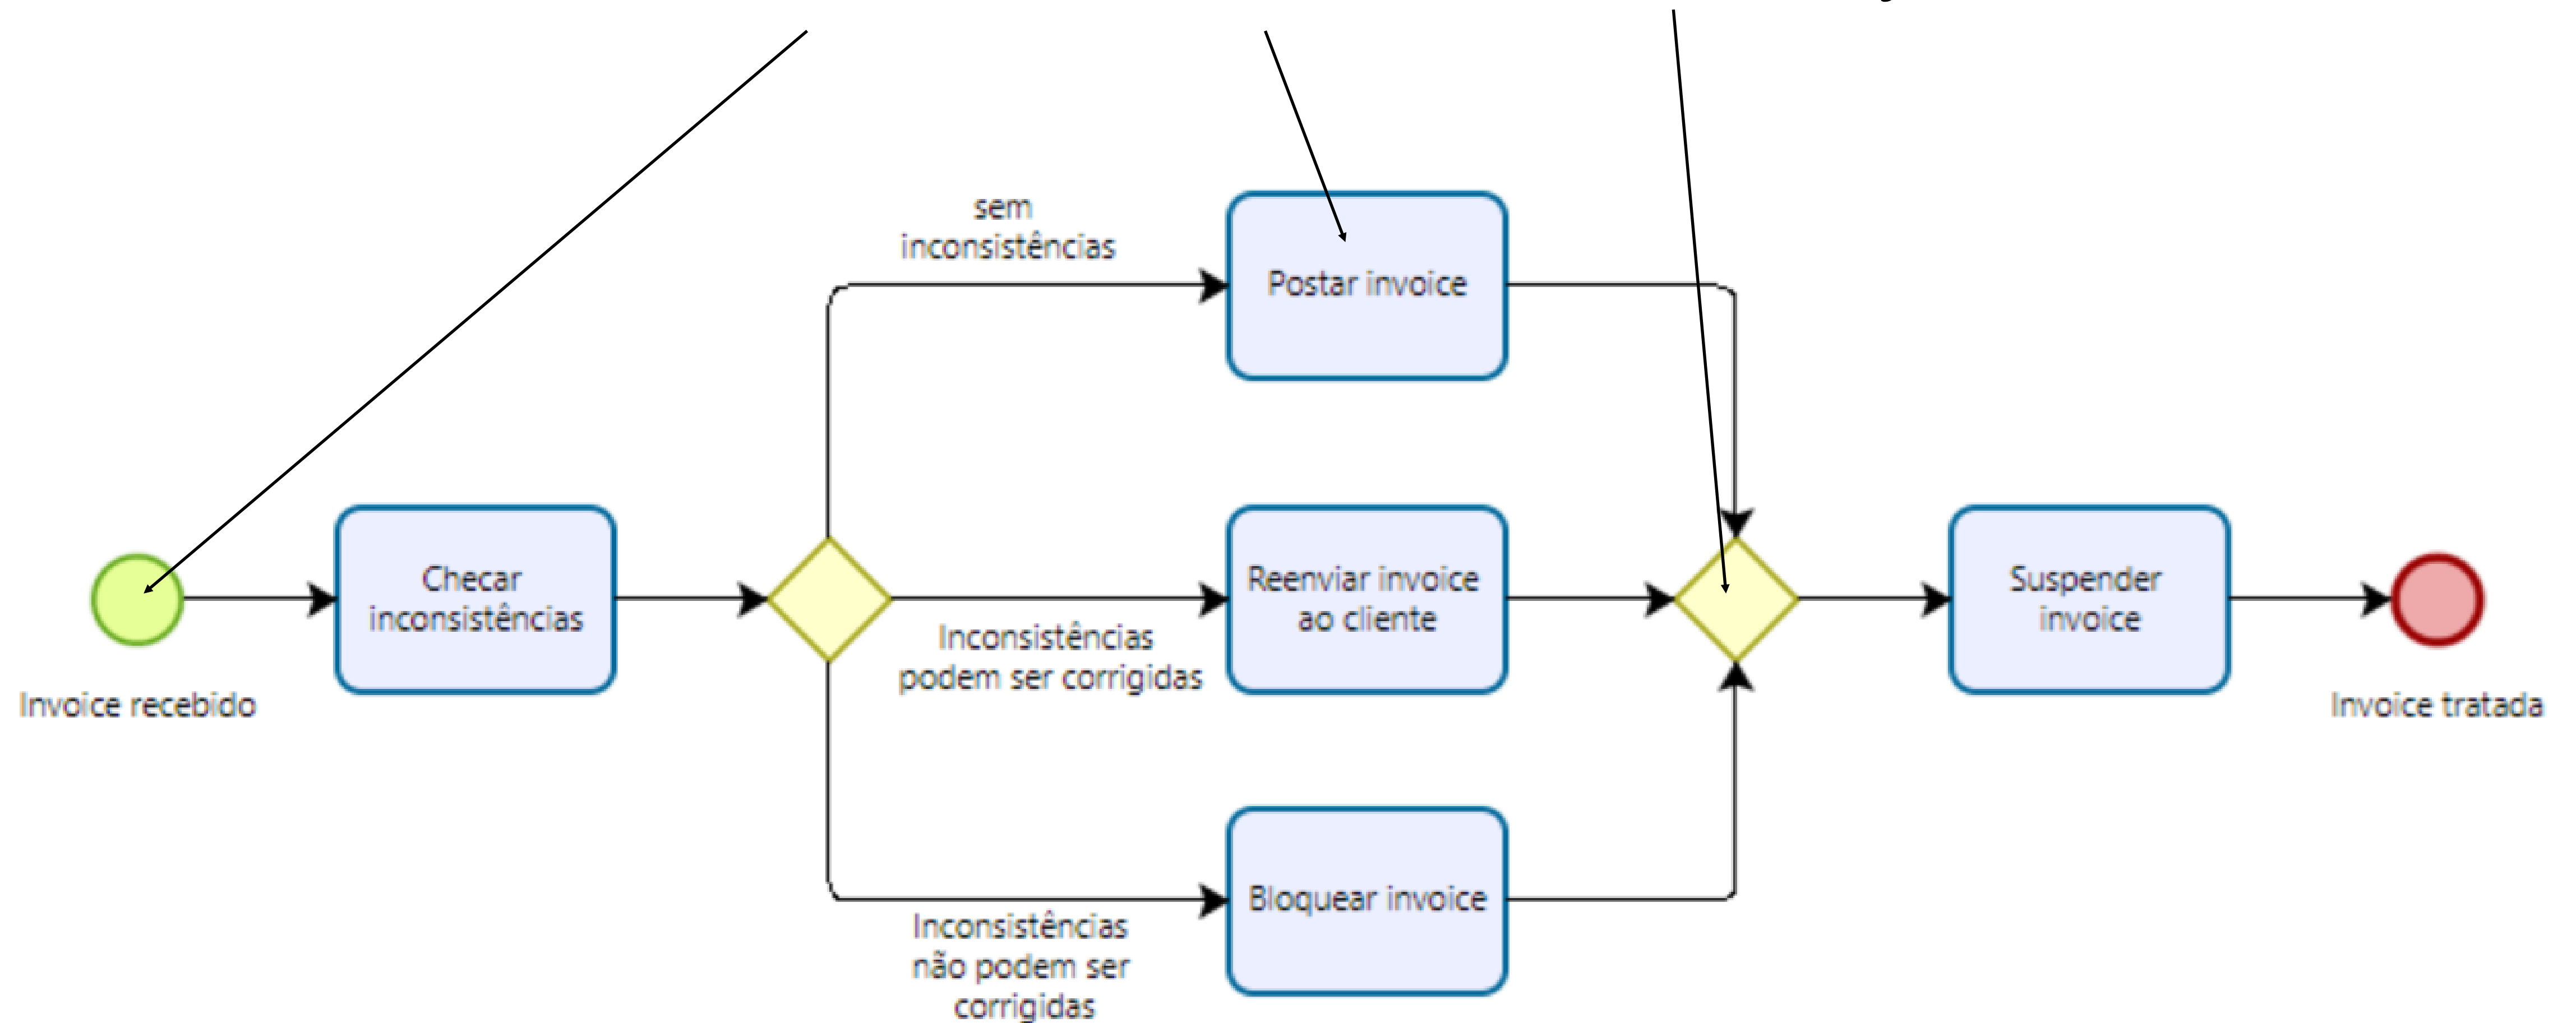 sem
inconsistências
Postar invoice
Checar
inconsistências
Reenviar invoice
ao cliente
Suspender
invoice
Inconsistências
podem ser corrigidas
Invoice recebido
Invoice tratada
Bloquear invoice
Inconsistências
não podem ser
corrigidas